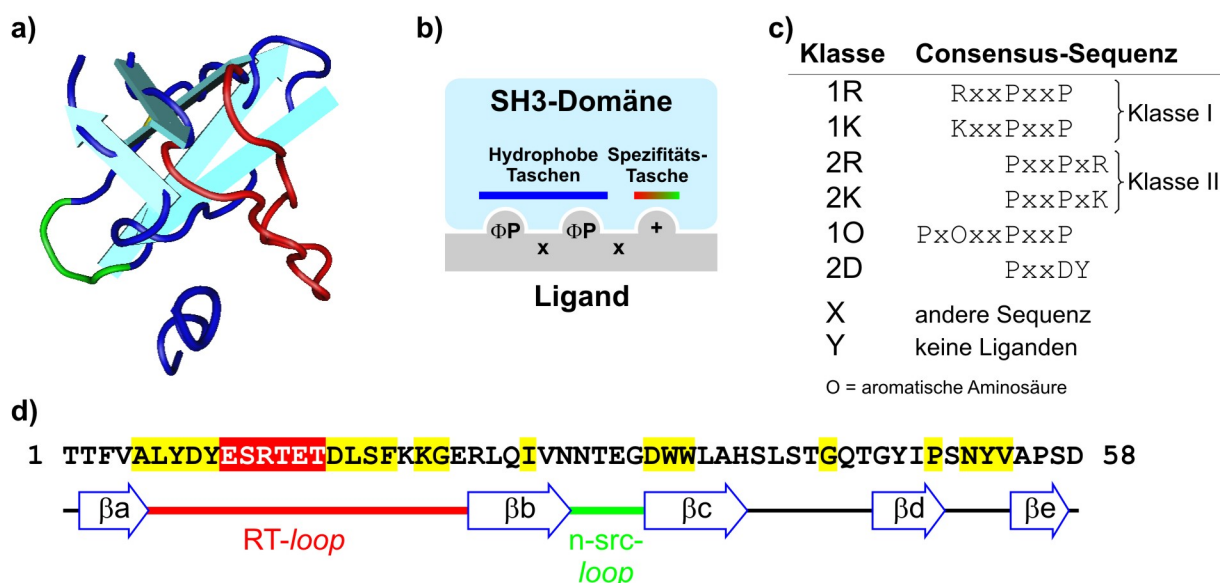 a)
b)
SH3-Domäne
Hydrophobe
Taschen
Spezifitäts-
Tasche
ΦP
ΦP
+
x
x
Ligand
c)
Klasse Consensus-Sequenz
1R RxxPxxP
1K KxxPxxP
Klasse I
2R PxxPxR
2K PxxPxK
Klasse II
1O PxOxxPxxP
2D PxxDY
X andere Sequenz
Y keine Liganden
O = aromatische Aminosäure
d)
1 TTFVALYDYESRTETDLSFKKGERLQIVNNTEGDWWLAHSLSTGQTGYIPSNYVAPSD 58
βa βb βc βd βe
RT-loop
n-src-
loop